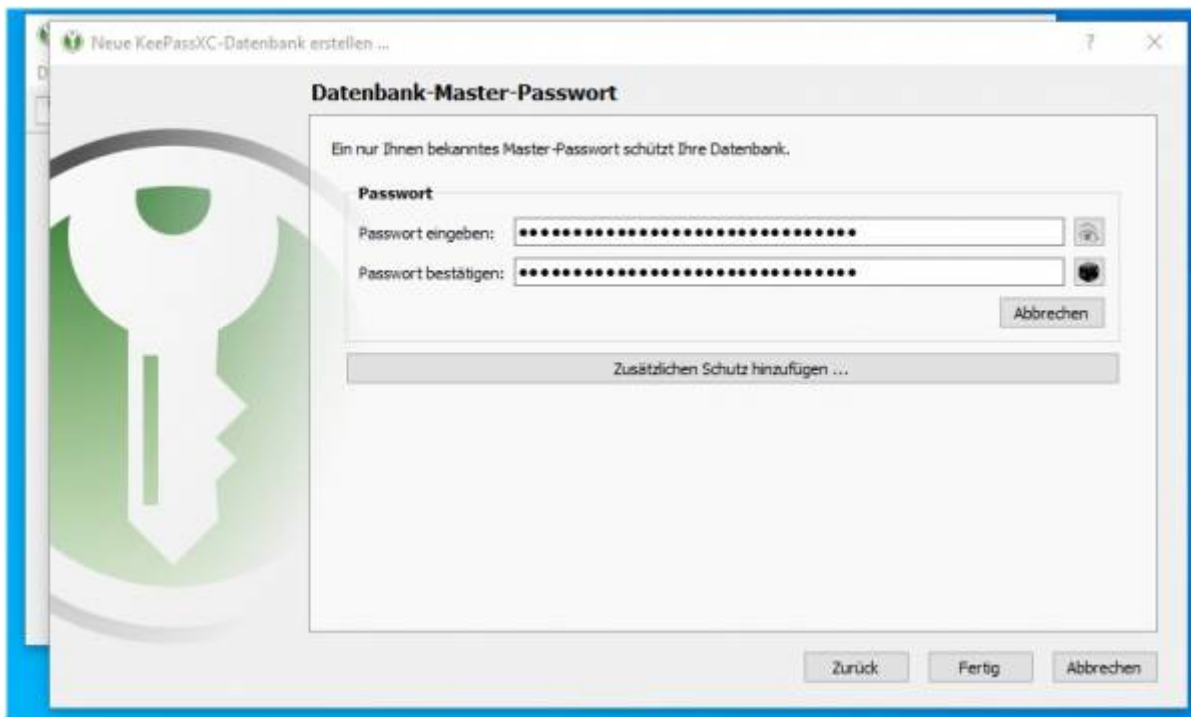 Neue KeePassXC-Datenbank erstellen ...
?
D
Datenbank-Master-Passwort
Ein nur Ihnen bekanntes Master-Passwort schützt Ihre Datenbank.
Passwort
Passwort eingeben: ●●●●●●●●●●●●●●●●●●●●●●●●●●●●●●●●
Passwort bestätigen: ●●●●●●●●●●●●●●●●●●●●●●●●●●●●●●●●
Abbrechen
Zusätzlichen Schutz hinzufügen ...
Zurück Fertig Abbrechen